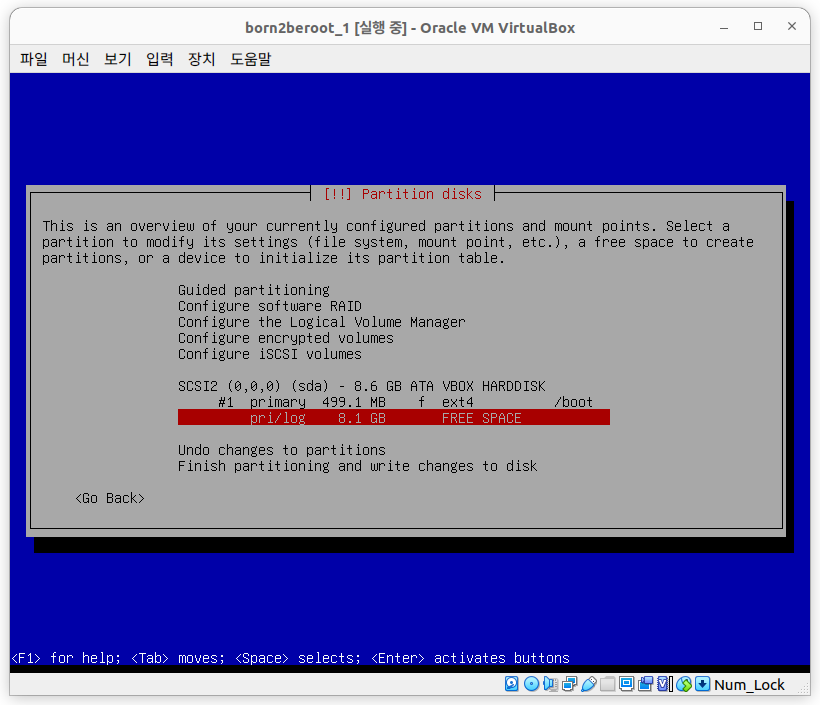 born2beroot_1 [실행 중] - Oracle VM VirtualBox
파일 머신 보기 입력 장치 도움말
[!!] Partition disks
This is an overview of your currently configured partitions and mount points. Select a
partition to modify its settings (file system, mount point, etc.), a free space to create
partitions, or a device to initialize its partition table.
Guided partitioning
Configure software RAID
Configure the Logical Volume Manager
Configure encrypted volumes
Configure iSCSI volumes
SCSI2 (0,0,0) (sda) - 8.6 GB ATA VBOX HARDDISK
#1 primary 499.1 MB f ext4 /boot
pri/log 8.1 GB FREE SPACE
Undo changes to partitions
Finish partitioning and write changes to disk
<Go Back>
<F1> for help; <Tab> moves; <Space> selects; <Enter> activates buttons
Num_Lock